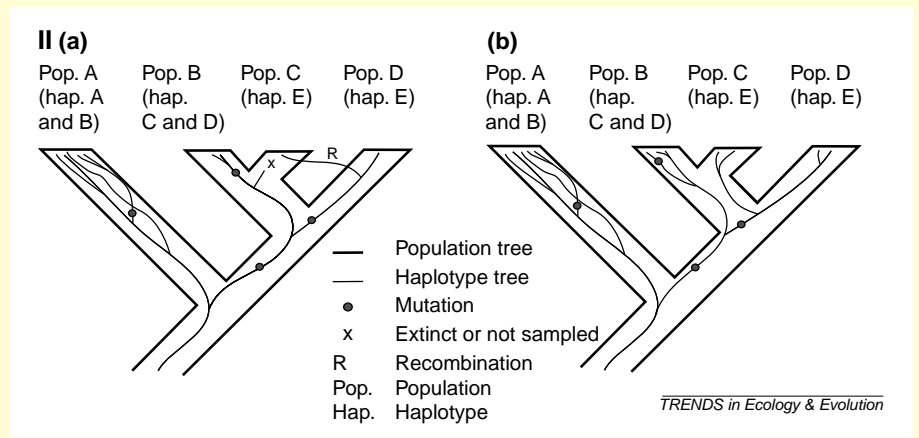 II (a)
(b)
Pop. A
(hap. A
and B)
Pop. B
(hap.
C and D)
Pop. C
(hap. E)
Pop. D
(hap. E)
Pop. A
(hap. A
and B)
Pop. B
(hap.
C and D)
Pop. C
(hap. E)
Pop. D
(hap. E)
x
R
Population tree
Haplotype tree
Mutation
x Extinct or not sampled
R Recombination
Pop. Population
Hap. Haplotype
TRENDS in Ecology & Evolution